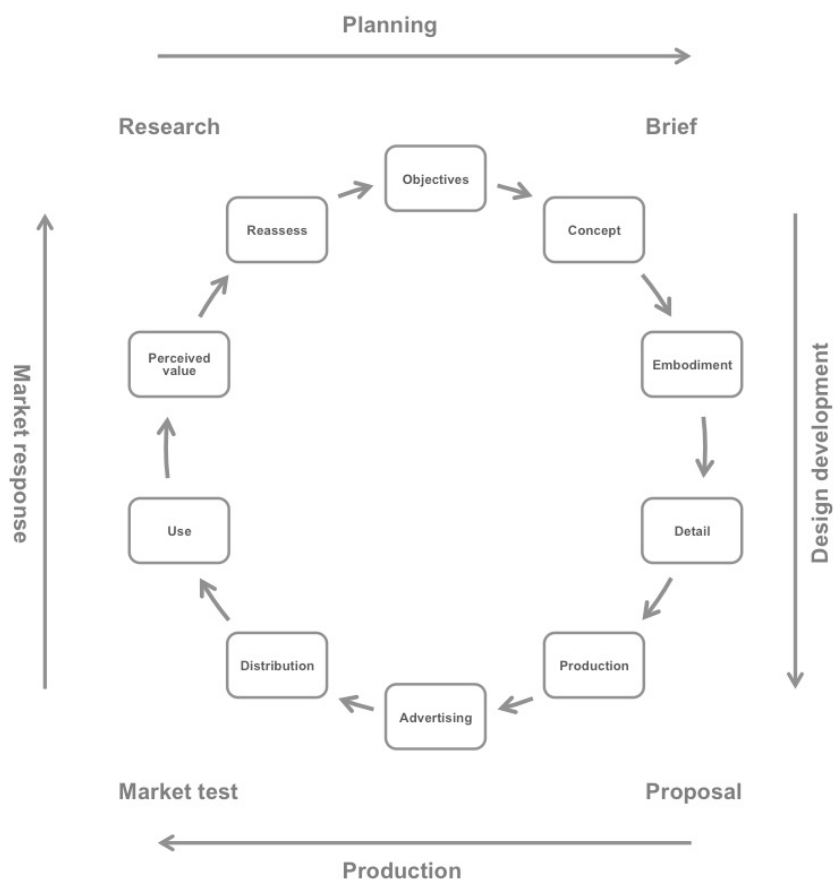 Planning
Research
Brief
Objectives
Reassess
Concept
Perceived
value
Embodiment
Market response
Design development
Use
Detail
Distribution
Production
Advertising
Market test
Proposal
Production